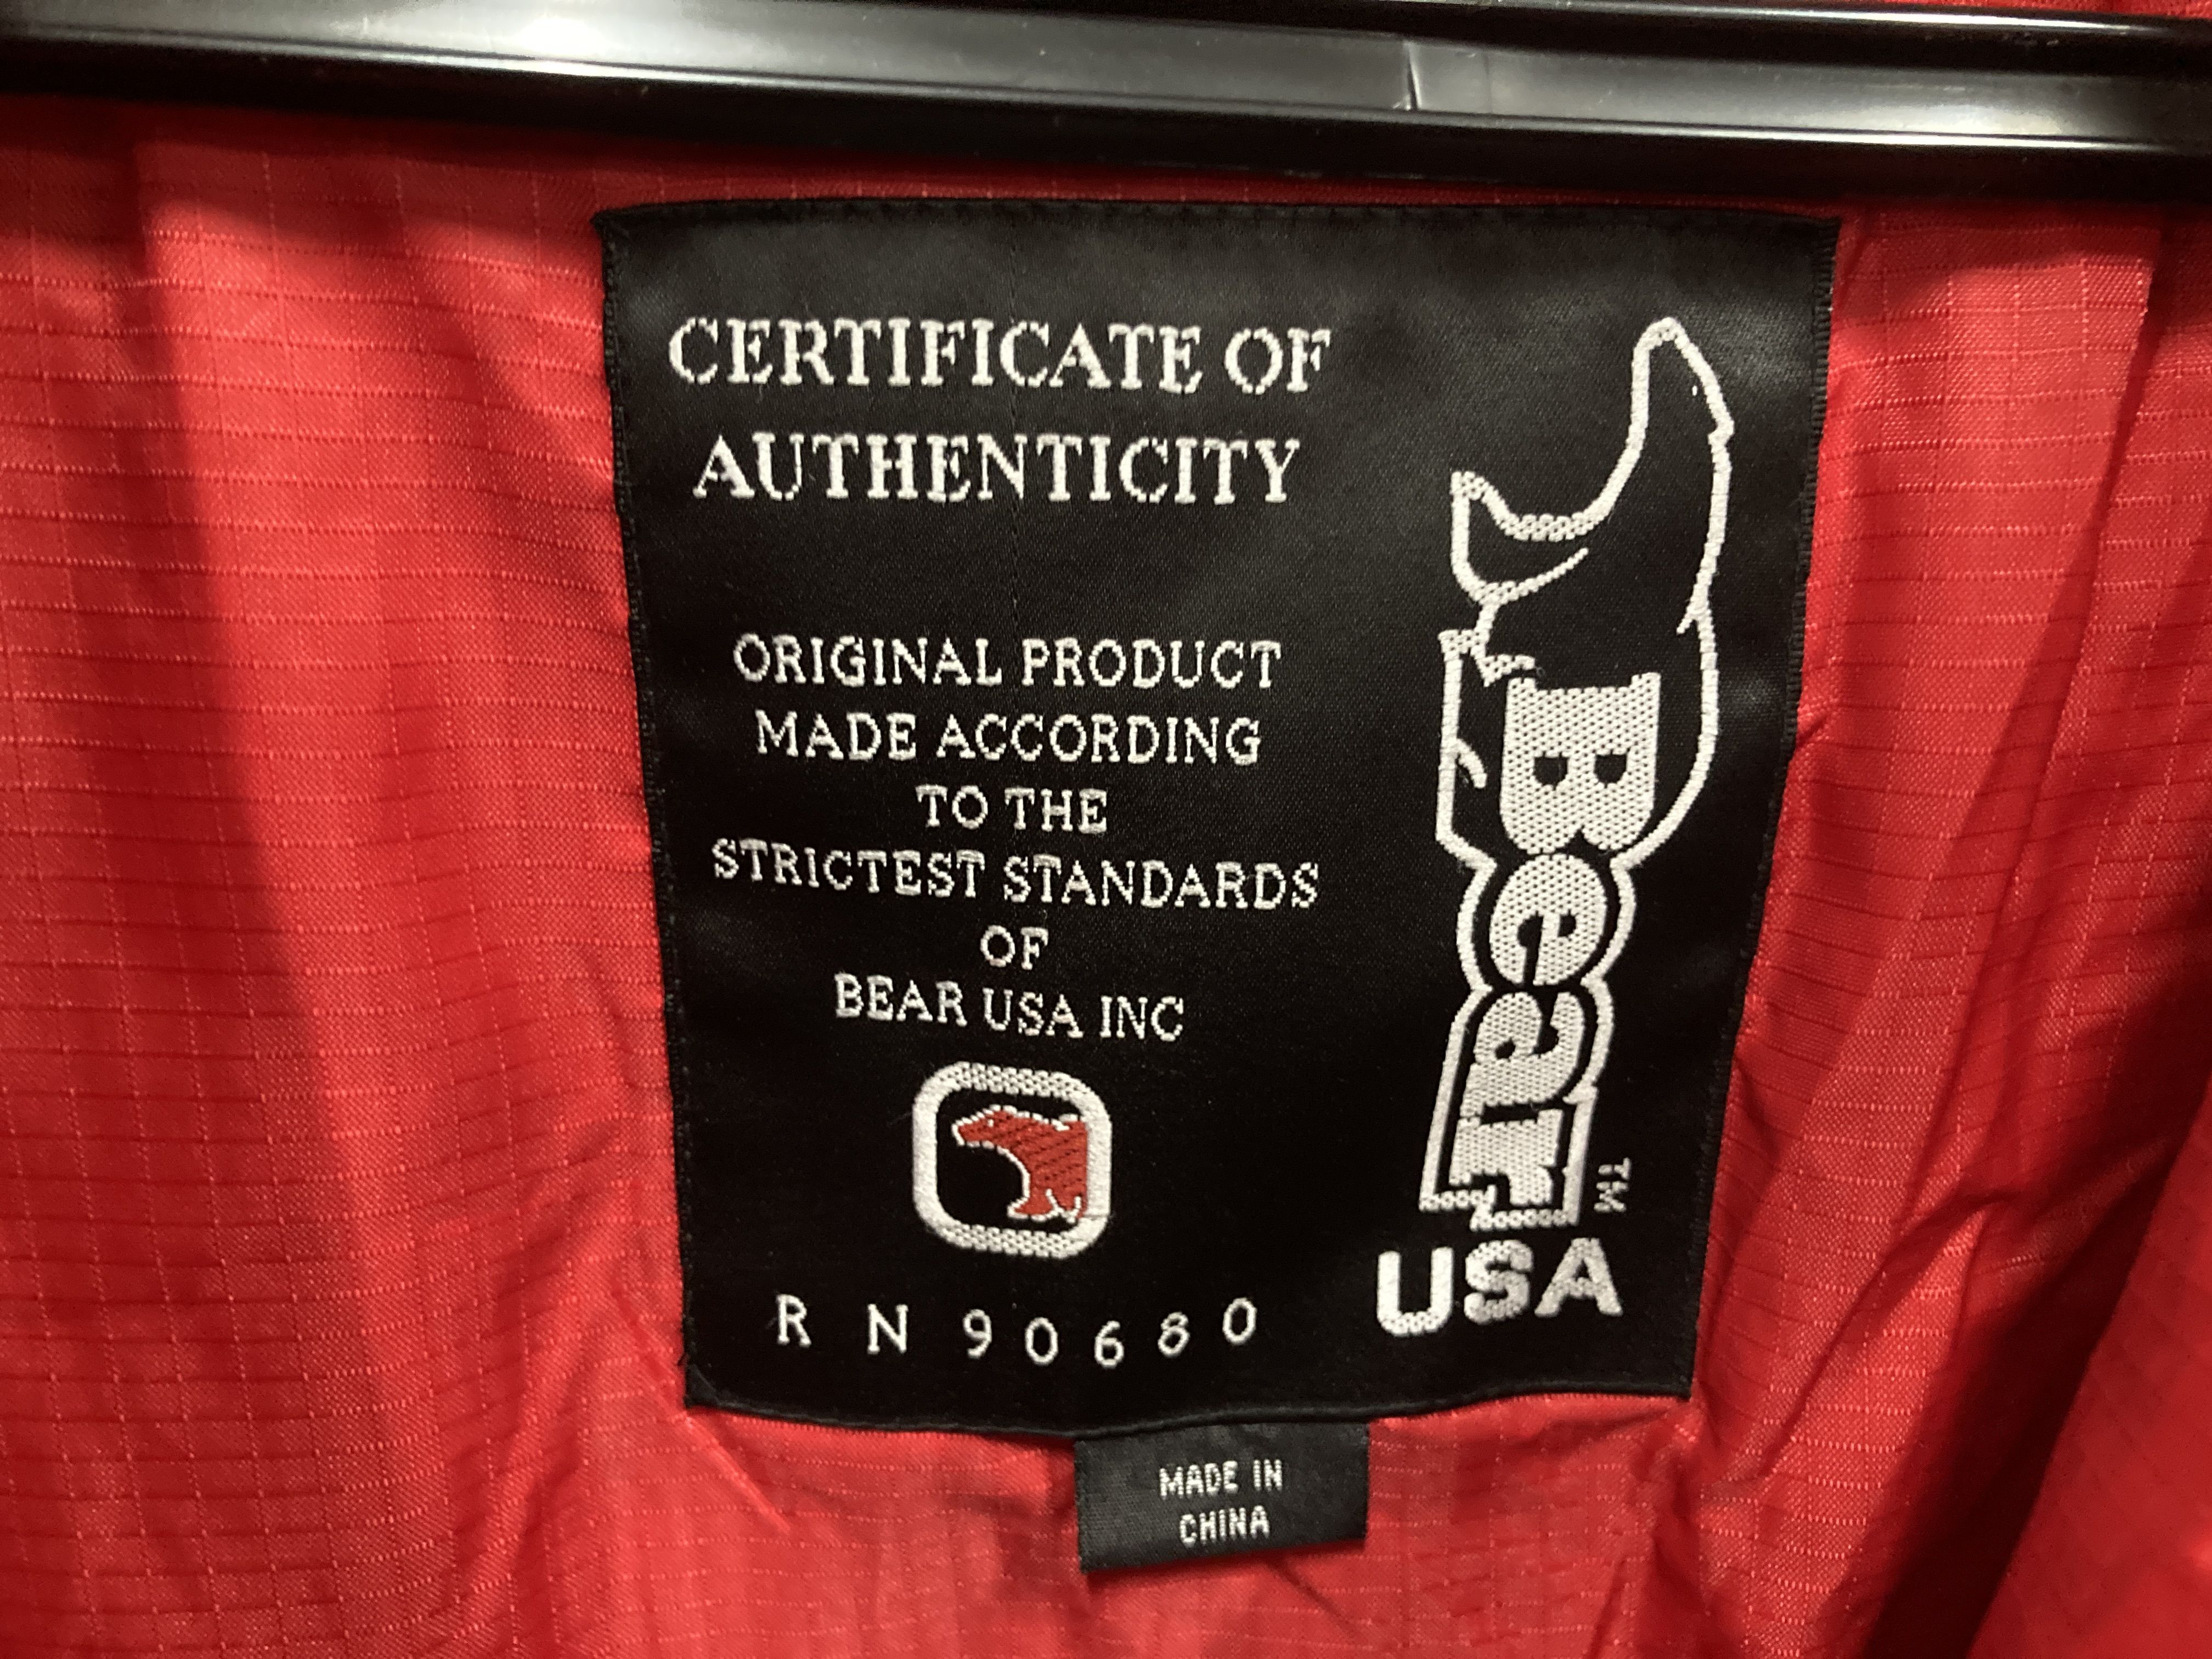 CERTIFICATE OF
AUTHENTICITY
ORIGINAL PRODUCT
MADE ACCORDING
TO THE
STRICTEST STANDARDS
OF
BEAR USA INC
R N 90680
Bear TM
USA
MADE IN
CHINA